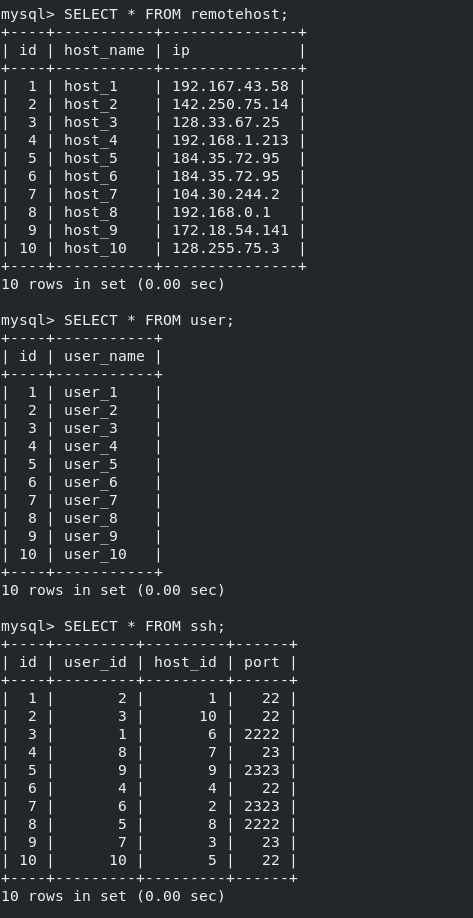 mysql> SELECT * FROM remotehost;
+----+-----------+---------------+
| id | host_name | ip            |
+----+-----------+---------------+
|  1 | host_1    | 192.167.43.58 |
|  2 | host_2    | 142.250.75.14 |
|  3 | host_3    | 128.33.67.25  |
|  4 | host_4    | 192.168.1.213 |
|  5 | host_5    | 184.35.72.95  |
|  6 | host_6    | 184.35.72.95  |
|  7 | host_7    | 104.30.244.2  |
|  8 | host_8    | 192.168.0.1   |
|  9 | host_9    | 172.18.54.141 |
| 10 | host_10   | 128.255.75.3  |
+----+-----------+---------------+
10 rows in set (0.00 sec)

mysql> SELECT * FROM user;
+----+-----------+
| id | user_name |
+----+-----------+
|  1 | user_1    |
|  2 | user_2    |
|  3 | user_3    |
|  4 | user_4    |
|  5 | user_5    |
|  6 | user_6    |
|  7 | user_7    |
|  8 | user_8    |
|  9 | user_9    |
| 10 | user_10   |
+----+-----------+
10 rows in set (0.00 sec)

mysql> SELECT * FROM ssh;
+----+---------+---------+------+
| id | user_id | host_id | port |
+----+---------+---------+------+
|  1 |       2 |       1 |   22 |
|  2 |       3 |      10 |   22 |
|  3 |       1 |       6 | 2222 |
|  4 |       8 |       7 |   23 |
|  5 |       9 |       9 | 2323 |
|  6 |       4 |       4 |   22 |
|  7 |       6 |       2 | 2323 |
|  8 |       5 |       8 | 2222 |
|  9 |       7 |       3 |   23 |
| 10 |      10 |       5 |   22 |
+----+---------+---------+------+
10 rows in set (0.00 sec)